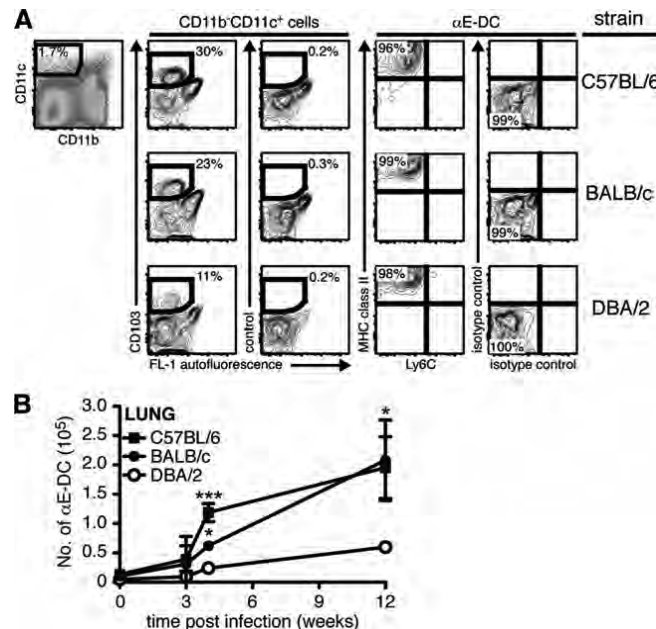 A
CD11b-CD11c+ cells
αE-DC
strain
1.7%
CD11c
CD11b
30%
0.2%
96%
99%
C57BL/6
23%
0.3%
99%
99%
BALB/c
11%
0.2%
98%
100%
DBA/2
CD103
control
MHC class II
isotype control
FL-1 autofluorescence
Ly6C
isotype control
B
LUNG
C57BL/6
BALB/c
DBA/2
No. of αE-DC (10⁵)
3.0
2.5
2.0
1.5
1.0
0.5
0
***
*
*
0
3
6
9
12
time post infection (weeks)